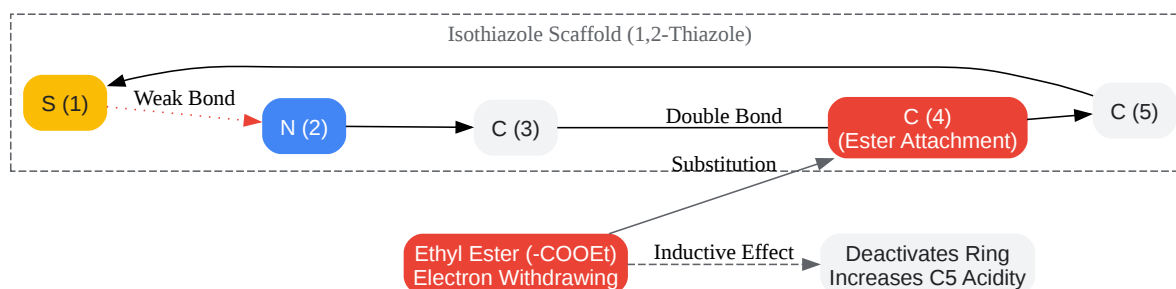 Isothiazole Scaffold (1,2-Thiazole)
S (1)
Weak Bond
N (2)
C (3)
Double Bond
C (4)
(Ester Attachment)
C (5)
Substitution
Ethyl Ester (-COOEt)
Electron Withdrawing
Inductive Effect
Deactivates Ring
Increases C5 Acidity